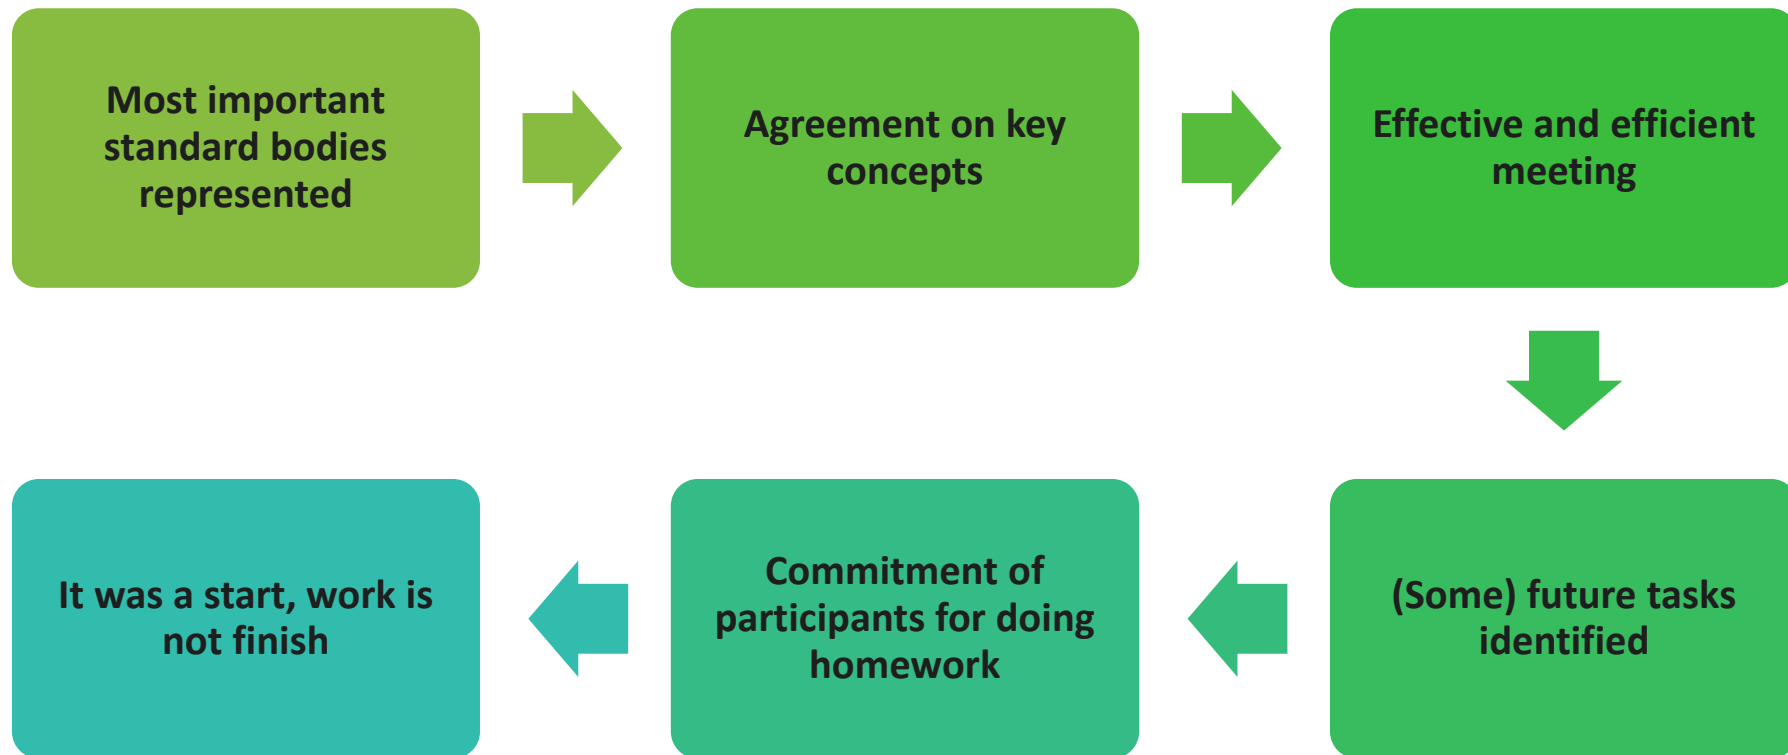 Most important
standard bodies
represented
Agreement on key
concepts
Effective and efficient
meeting
(Some) future tasks
identified
Commitment of
participants for doing
homework
It was a start, work is
not finish